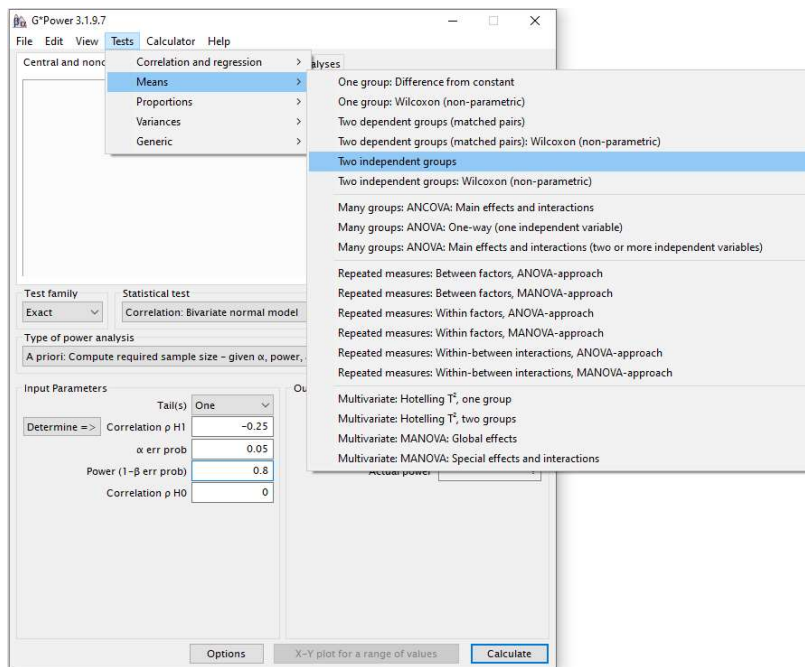 G*Power 3.1.9.7
File Edit View Tests Calculator Help
Central and nonc
alyses
Correlation and regression
Means
Proportions
Variances
Generic
One group: Difference from constant
One group: Wilcoxon (non-parametric)
Two dependent groups (matched pairs)
Two dependent groups (matched pairs): Wilcoxon (non-parametric)
Two independent groups
Two independent groups: Wilcoxon (non-parametric)
Many groups: ANCOVA: Main effects and interactions
Many groups: ANOVA: One-way (one independent variable)
Many groups: ANOVA: Main effects and interactions (two or more independent variables)
Repeated measures: Between factors, ANOVA-approach
Repeated measures: Between factors, MANOVA-approach
Repeated measures: Within factors, ANOVA-approach
Repeated measures: Within factors, MANOVA-approach
Repeated measures: Within-between interactions, ANOVA-approach
Repeated measures: Within-between interactions, MANOVA-approach
Multivariate: Hotelling T², one group
Multivariate: Hotelling T², two groups
Multivariate: MANOVA: Global effects
Multivariate: MANOVA: Special effects and interactions
Test family Statistical test
Exact Correlation: Bivariate normal model
Type of power analysis
A priori: Compute required sample size – given α, power,
Input Parameters
Ou
Tail(s) One
Determine => Correlation ρ H1 -0.25
α err prob 0.05
Power (1-β err prob) 0.8
Correlation ρ H0 0
Actual power
Options X-Y plot for a range of values Calculate